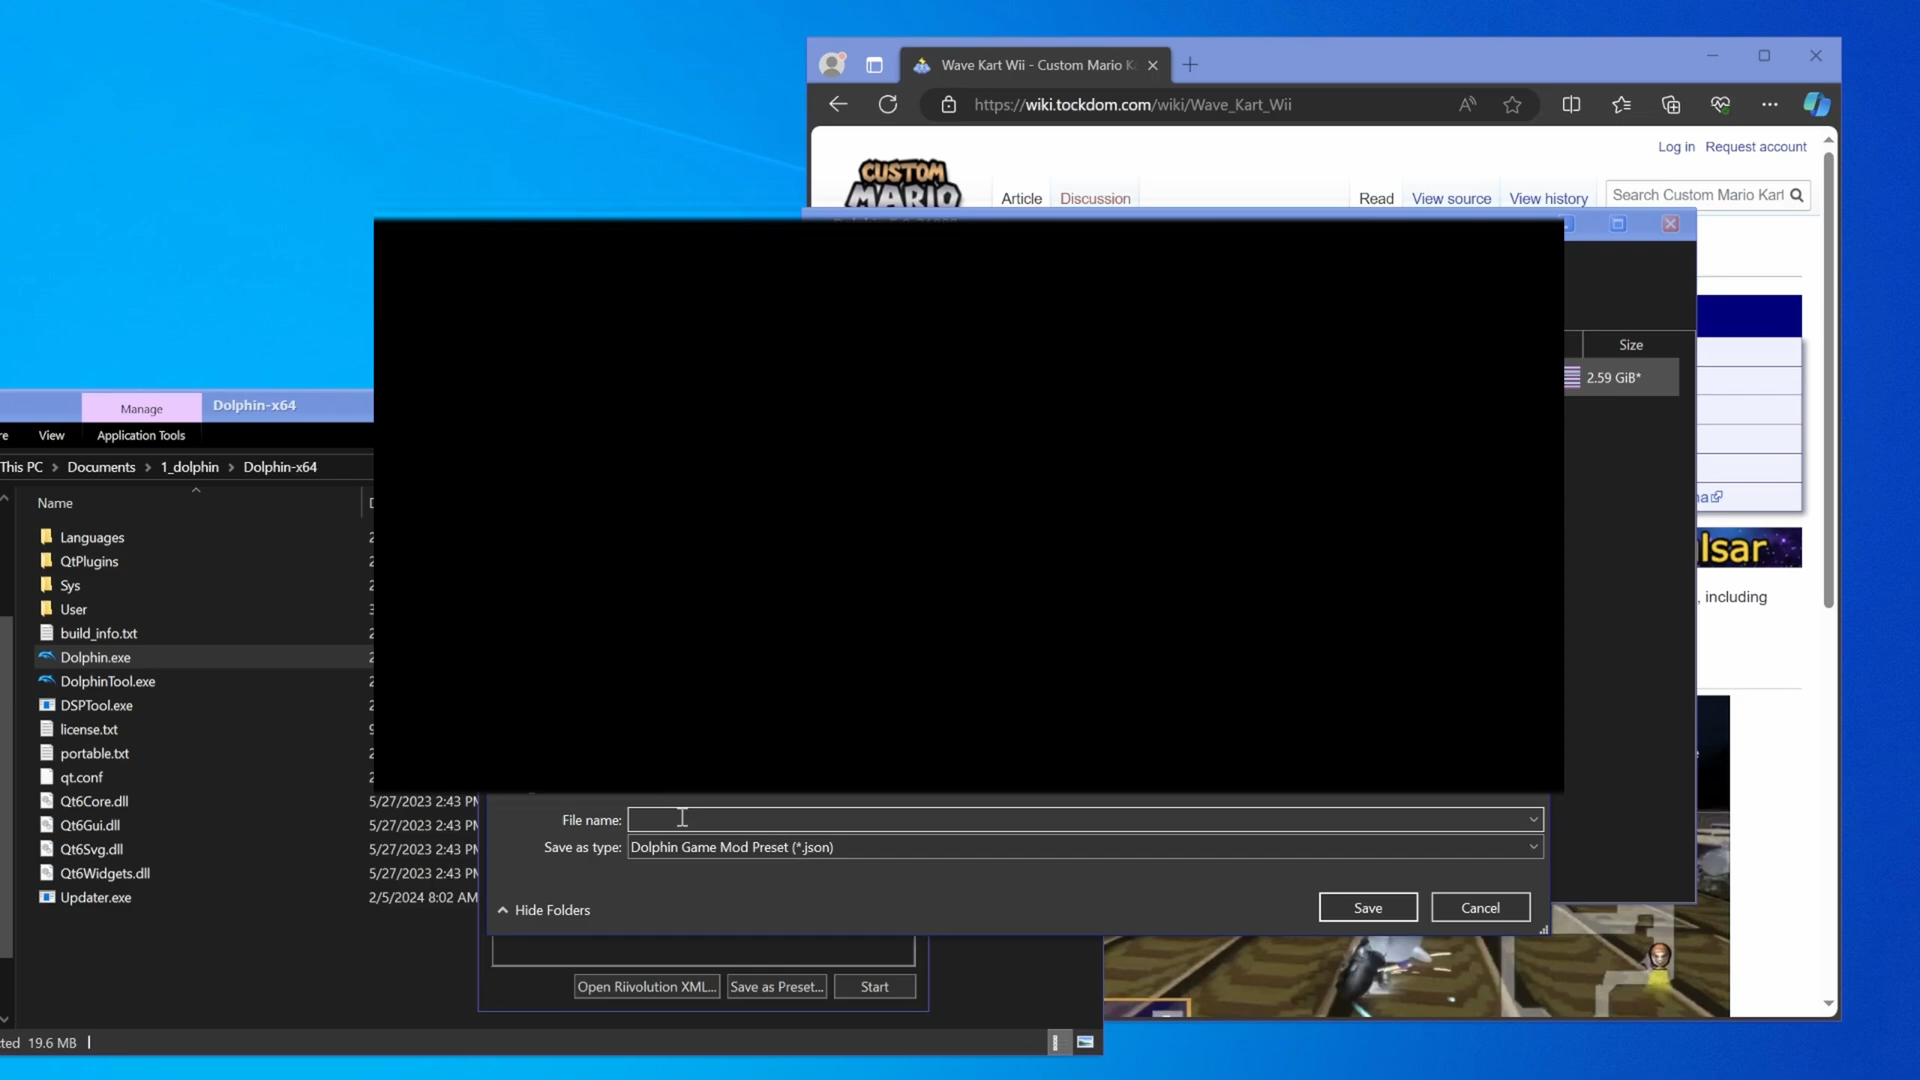 Wave Kart Wii - Custom Mario K
https://wiki.tockdom.com/wiki/Wave_Kart_Wii
Log in Request account
CUSTOM
MARIO
Article Discussion Read View source View history Search Custom Mario Kart
Size
2.59 GiB*
Manage Dolphin-x64
View Application Tools
This PC > Documents > 1_dolphin > Dolphin-x64
Name
Languages
QtPlugins
Sys
User
build_info.txt
Dolphin.exe
DolphinTool.exe
DSPTool.exe
license.txt
portable.txt
qt.conf
Qt6Core.dll 5/27/2023 2:43 PM
Qt6Gui.dll 5/27/2023 2:43 PM
Qt6Svg.dll 5/27/2023 2:43 PM
Qt6Widgets.dll 5/27/2023 2:43 PM
Updater.exe 2/5/2024 8:02 AM
lsar
, including
File name:
Save as type: Dolphin Game Mod Preset (*.json)
Hide Folders Save Cancel
Open Riivolution XML... Save as Preset... Start
cted 19.6 MB